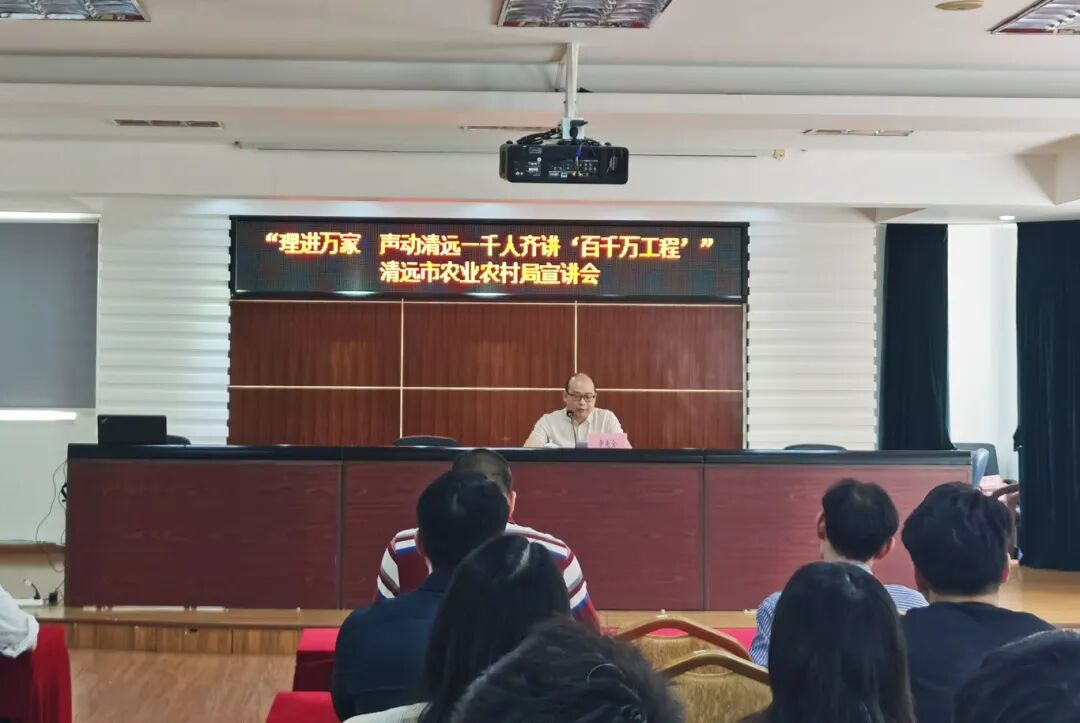 “理进万家 声动清远—千人齐讲‘百千万工程’”
清远市农业农村局宣讲会